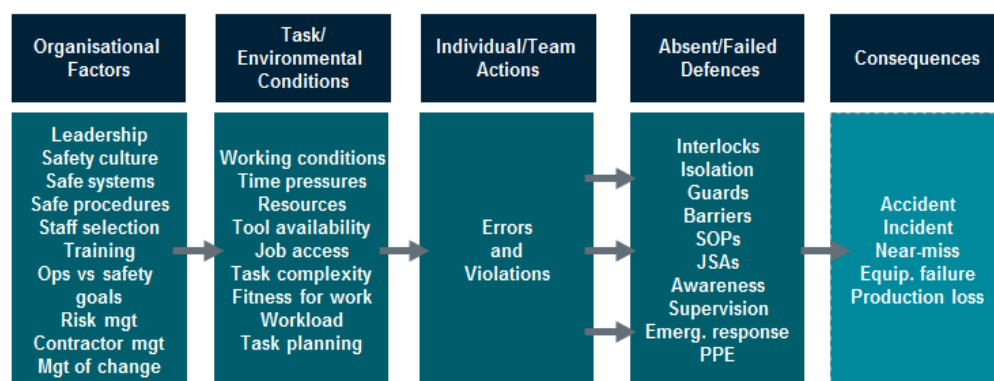 Organisational
Factors
Task/
Environmental
Conditions
Individual/Team
Actions
Absent/Failed
Defences
Consequences
Leadership
Safety culture
Safe systems
Safe procedures
Staff selection
Training
Ops vs safety
goals
Risk mgt
Contractor mgt
Mgt of change
Working conditions
Time pressures
Resources
Tool availability
Job access
Task complexity
Fitness for work
Workload
Task planning
Errors
and
Violations
Interlocks
Isolation
Guards
Barriers
SOPs
JSAs
Awareness
Supervision
Emerg. response
PPE
Accident
Incident
Near-miss
Equip. failure
Production loss